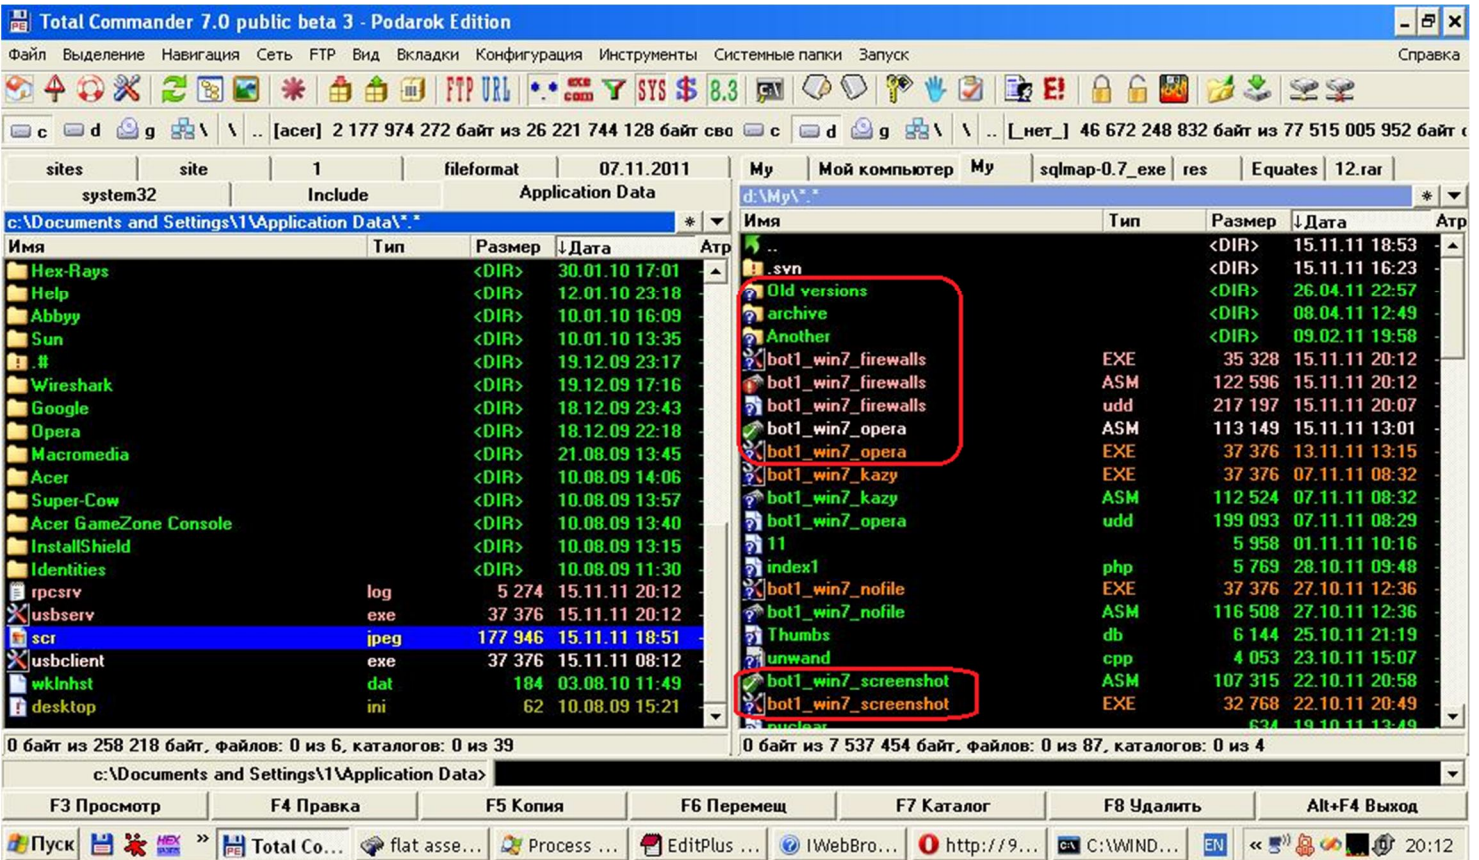 Total Commander 7.0 public beta 3 - Podarok Edition
Файл Выделение Навигация Сеть FTP Вид Вкладки Конфигурация Инструменты Системные папки Запуск Справка
FTP URL *.* exe com SYS $ 8.3 E!
c d g \ \ .. [acer] 2 177 974 272 байт из 26 221 744 128 байт сво c d g \ \ .. [_нет_] 46 672 248 832 байт из 77 515 005 952 байт с
sites site 1 fileformat 07.11.2011
system32 Include Application Data
c:\Documents and Settings\1\Application Data\*.* * ▼
Имя Тип Размер ↓Дата Атр
Hex-Rays <DIR> 30.01.10 17:01 -
Help <DIR> 12.01.10 23:18 -
Abbyy <DIR> 10.01.10 16:09 -
Sun <DIR> 10.01.10 13:35 -
.# <DIR> 19.12.09 23:17 -
Wireshark <DIR> 19.12.09 17:16 -
Google <DIR> 18.12.09 23:43 -
Opera <DIR> 18.12.09 22:18 -
Macromedia <DIR> 21.08.09 13:45 -
Acer <DIR> 10.08.09 14:06 -
Super-Cow <DIR> 10.08.09 13:57 -
Acer GameZone Console <DIR> 10.08.09 13:40 -
InstallShield <DIR> 10.08.09 13:15 -
Identities <DIR> 10.08.09 11:30 -
rpcsrv log 5 274 15.11.11 20:12 -
usbserv exe 37 376 15.11.11 20:12 -
scr jpeg 177 946 15.11.11 18:51 -
usbclient exe 37 376 15.11.11 08:12 -
wklnhst dat 184 03.08.10 11:49 -
desktop ini 62 10.08.09 15:21 -
0 байт из 258 218 байт, файлов: 0 из 6, каталогов: 0 из 39
My Мой компьютер My sqlmap-0.7_exe res Equates 12.rar
d:\My\*.* * ▼
Имя Тип Размер ↓Дата Атр
.. <DIR> 15.11.11 18:53 -
.svn <DIR> 15.11.11 16:23 -
Old versions <DIR> 26.04.11 22:57 -
archive <DIR> 08.04.11 12:49 -
Another <DIR> 09.02.11 19:58 -
bot1_win7_firewalls EXE 35 328 15.11.11 20:12 -
bot1_win7_firewalls ASM 122 596 15.11.11 20:12 -
bot1_win7_firewalls udd 217 197 15.11.11 20:07 -
bot1_win7_opera ASM 113 149 15.11.11 13:01 -
bot1_win7_opera EXE 37 376 13.11.11 13:15 -
bot1_win7_kazy EXE 37 376 07.11.11 08:32 -
bot1_win7_kazy ASM 112 524 07.11.11 08:32 -
bot1_win7_opera udd 199 093 07.11.11 08:29 -
11 5 958 01.11.11 10:16 -
index1 php 5 769 28.10.11 09:48 -
bot1_win7_nofile EXE 37 376 27.10.11 12:36 -
bot1_win7_nofile ASM 116 508 27.10.11 12:36 -
Thumbs db 6 144 25.10.11 21:19 -
unwand cpp 4 053 23.10.11 15:07 -
bot1_win7_screenshot ASM 107 315 22.10.11 20:58 -
bot1_win7_screenshot EXE 32 768 22.10.11 20:49 -
nuclear 634 19.10.11 13:49
0 байт из 7 537 454 байт, файлов: 0 из 87, каталогов: 0 из 4
c:\Documents and Settings\1\Application Data>
F3 Просмотр F4 Правка F5 Копия F6 Перемещ F7 Каталог F8 Удалить Alt+F4 Выход
Пуск HEX » Total Co... flat asse... Process ... EditPlus ... IWebBro... http://9... C:\WIND... EN « 20:12